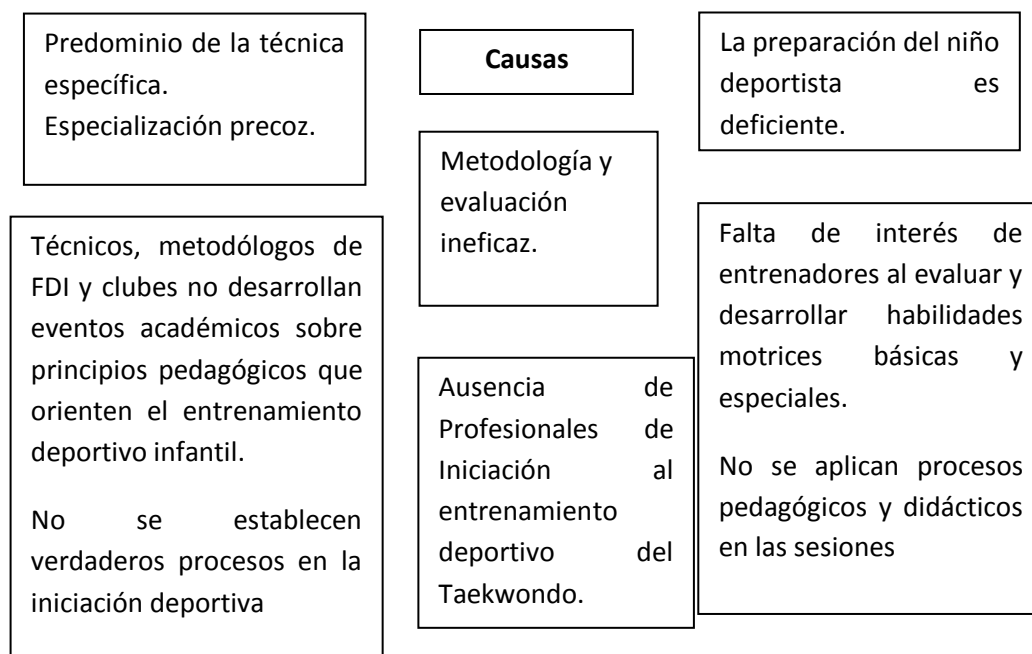 Predominio de la técnica
específica.
Especialización precoz.
Causas
La preparación del niño
deportista es
deficiente.
Metodología y
evaluación
ineficaz.
Técnicos, metodólogos de
FDI y clubes no desarrollan
eventos académicos sobre
principios pedagógicos que
orienten el entrenamiento
deportivo infantil.
No se establecen
verdaderos procesos en la
iniciación deportiva
Ausencia de
Profesionales de
Iniciación al
entrenamiento
deportivo del
Taekwondo.
Falta de interés de
entrenadores al evaluar y
desarrollar habilidades
motrices básicas y
especiales.
No se aplican procesos
pedagógicos y didácticos
en las sesiones